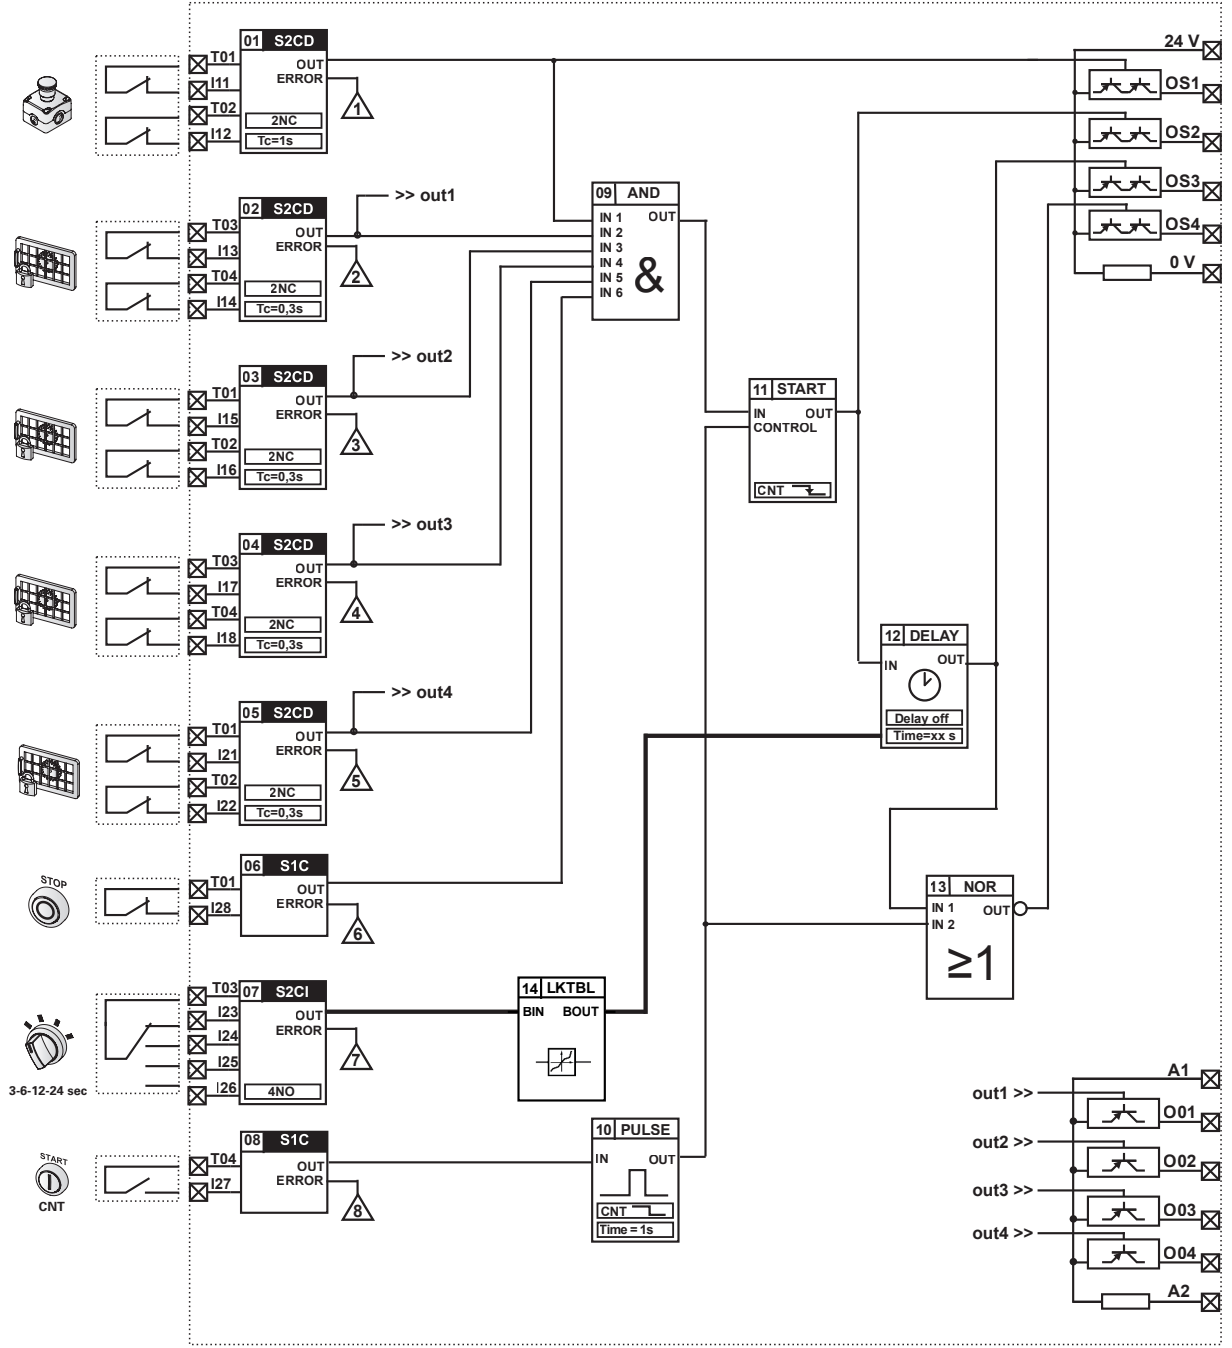 01 S2CD
T01
OUT
ERROR
I11
1
T02
2NC
I12
Tc=1s
24 V
OS1
OS2
OS3
OS4
0 V
02 S2CD
>> out1
T03
OUT
ERROR
I13
2
T04
2NC
I14
Tc=0,3s
09 AND
IN 1 OUT
IN 2
IN 3
IN 4
IN 5
IN 6
&
03 S2CD
>> out2
T01
OUT
ERROR
I15
3
T02
2NC
I16
Tc=0,3s
11 START
IN OUT
CONTROL
CNT
04 S2CD
>> out3
T03
OUT
ERROR
I17
4
T04
2NC
I18
Tc=0,3s
12 DELAY
IN OUT
Delay off
Time=xx s
05 S2CD
>> out4
T01
OUT
ERROR
I21
5
T02
2NC
I22
Tc=0,3s
STOP
06 S1C
T01
OUT
ERROR
I28
6
13 NOR
IN 1 OUT
IN 2
≥1
3-6-12-24 sec
07 S2CI
T03
OUT
I23
ERROR
I24
7
I25
I26
4NO
14 LKTBL
BIN BOUT
START
CNT
08 S1C
T04
OUT
ERROR
I27
8
10 PULSE
IN OUT
CNT
Time = 1s
A1
out1 >>
O01
out2 >>
O02
out3 >>
O03
out4 >>
O04
A2